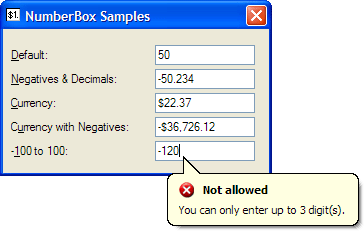 $1. NumberBox Samples
Default: 50
Negatives & Decimals: -50.234
Currency: $22.37
Currency with Negatives: -$36,726.12
-100 to 100: -120
Not allowed
You can only enter up to 3 digit(s).